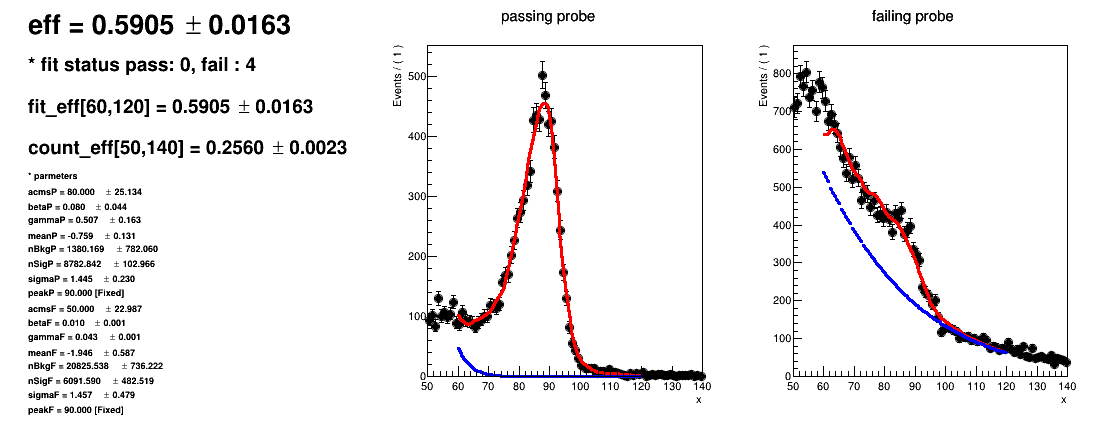 eff = 0.5905 ± 0.0163
* fit status pass: 0, fail : 4
fit_eff[60,120] = 0.5905 ± 0.0163
count_eff[50,140] = 0.2560 ± 0.0023
* parmeters
acmsP = 80.000 ± 25.134
betaP = 0.080 ± 0.044
gammaP = 0.507 ± 0.163
meanP = -0.759 ± 0.131
nBkgP = 1380.169 ± 782.060
nSigP = 8782.842 ± 102.966
sigmaP = 1.445 ± 0.230
peakP = 90.000 [Fixed]
acmsF = 50.000 ± 22.987
betaF = 0.010 ± 0.001
gammaF = 0.043 ± 0.001
meanF = -1.946 ± 0.587
nBkgF = 20825.538 ± 736.222
nSigF = 6091.590 ± 482.519
sigmaF = 1.457 ± 0.479
peakF = 90.000 [Fixed]
passing probe
Events / ( 1 )
500
400
300
200
100
0
50 60 70 80 90 100 110 120 130 140
x
failing probe
Events / ( 1 )
800
700
600
500
400
300
200
100
0
50 60 70 80 90 100 110 120 130 140
x